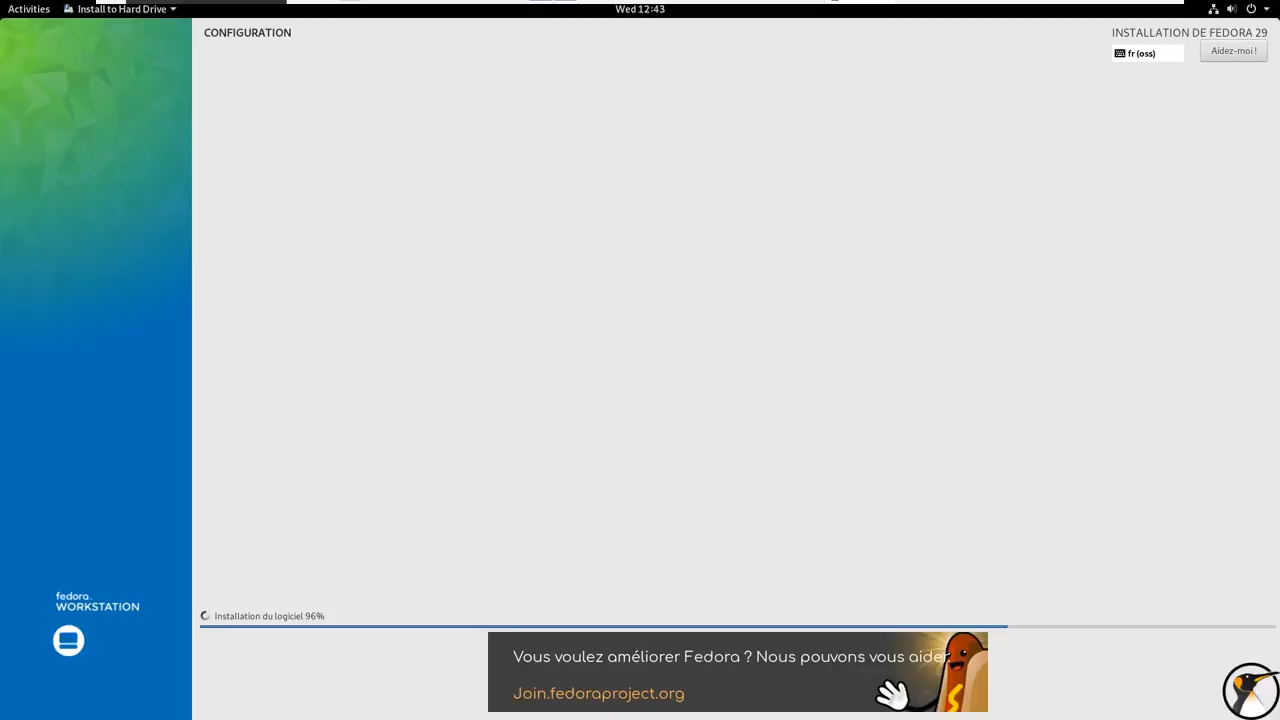 Activities Install to Hard Drive Wed 12:43
CONFIGURATION
INSTALLATION DE FEDORA 29
fr (oss) Aidez-moi !
fedora.
WORKSTATION
Installation du logiciel 96%
Vous voulez améliorer Fedora ? Nous pouvons vous aider.
Join.fedoraproject.org